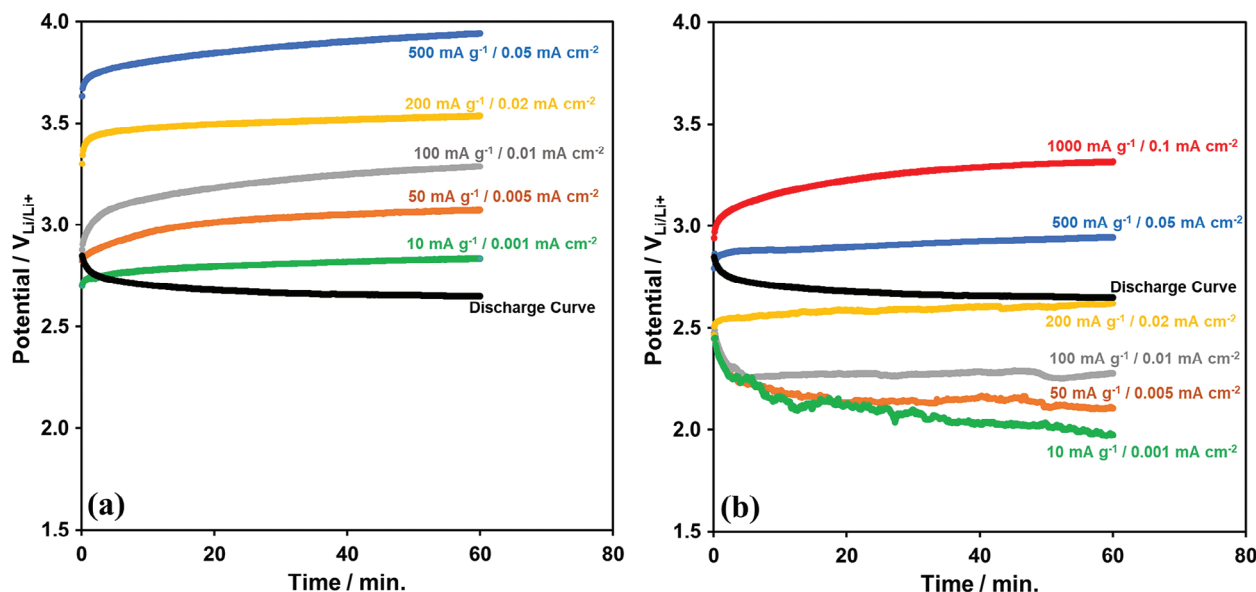 4.0
3.5
3.0
2.5
2.0
1.5
Potential / V_Li/Li+
500 mA g⁻¹ / 0.05 mA cm⁻²
200 mA g⁻¹ / 0.02 mA cm⁻²
100 mA g⁻¹ / 0.01 mA cm⁻²
50 mA g⁻¹ / 0.005 mA cm⁻²
10 mA g⁻¹ / 0.001 mA cm⁻²
Discharge Curve
(a)
0 20 40 60 80
Time / min.
4.0
3.5
3.0
2.5
2.0
1.5
Potential / V_Li/Li+
1000 mA g⁻¹ / 0.1 mA cm⁻²
500 mA g⁻¹ / 0.05 mA cm⁻²
Discharge Curve
200 mA g⁻¹ / 0.02 mA cm⁻²
100 mA g⁻¹ / 0.01 mA cm⁻²
50 mA g⁻¹ / 0.005 mA cm⁻²
10 mA g⁻¹ / 0.001 mA cm⁻²
(b)
0 20 40 60 80
Time / min.